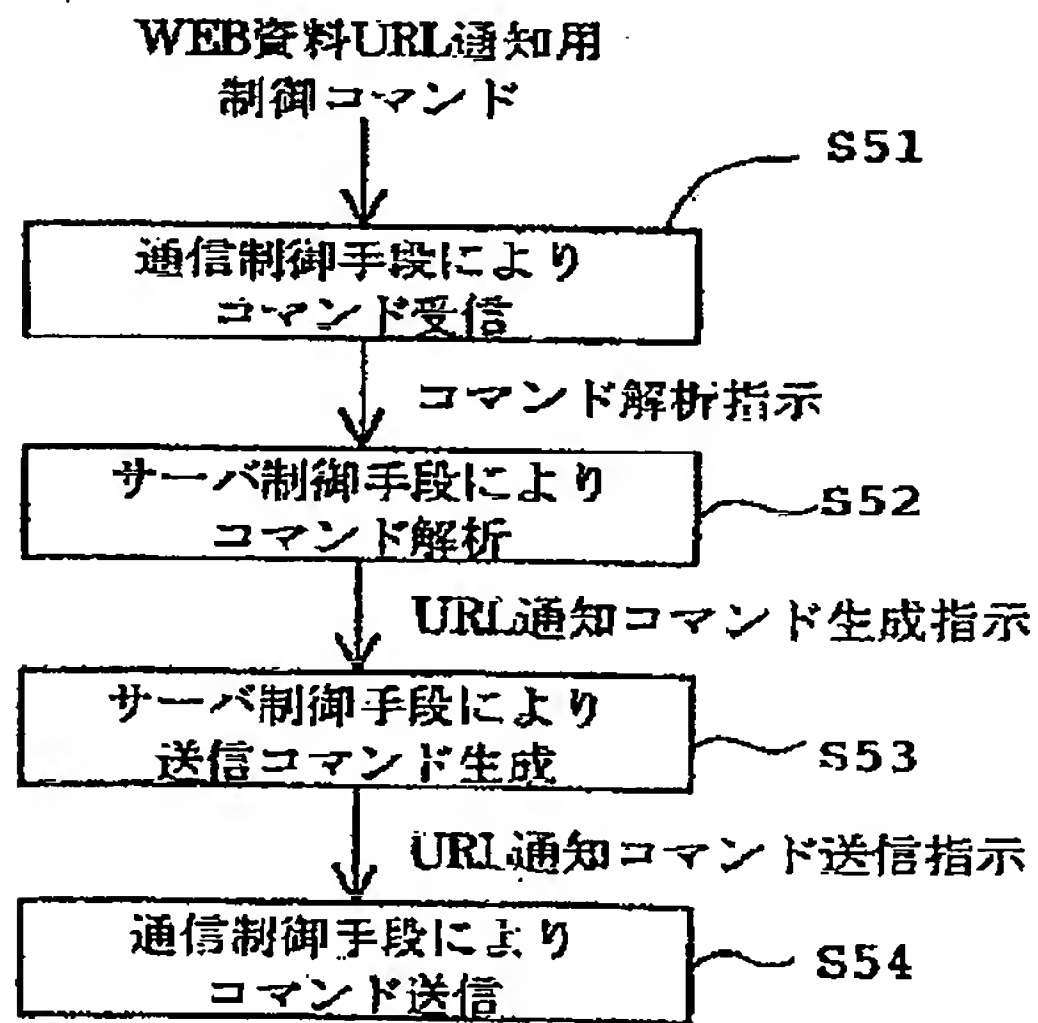 WEB資料URL通知用
制御コマンド
S51
通信制御手段により
コマンド受信
コマンド解析指示
サーバ制御手段により
コマンド解析
S52
URL通知コマンド生成指示
サーバ制御手段により
送信コマンド生成
S53
URL通知コマンド送信指示
通信制御手段により
コマンド送信
S54